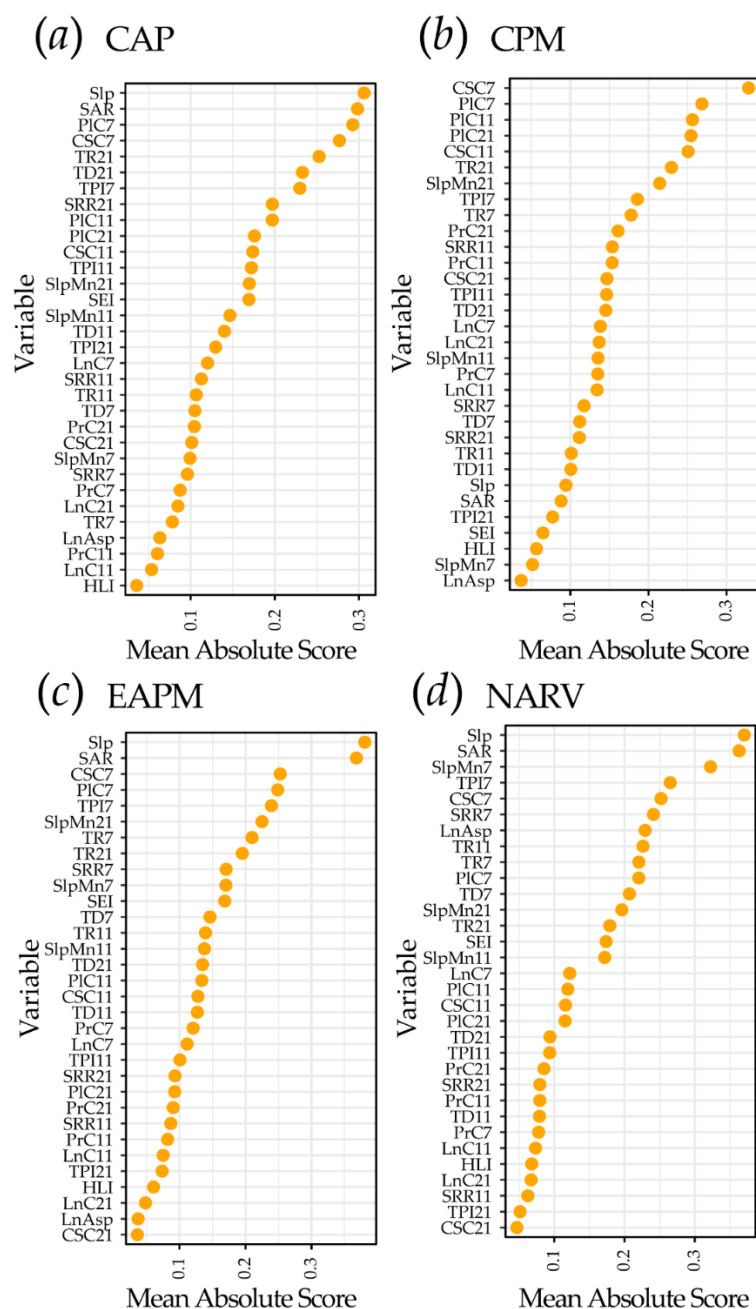 (a) CAP
Variable
Slp
SAR
PlC7
CSC7
TR21
TD21
TPI7
SRR21
PlC11
PlC21
CSC11
TPI11
SlpMn21
SEI
SlpMn11
TD11
TPI21
LnC7
SRR11
TR11
TD7
PrC21
CSC21
SlpMn7
SRR7
PrC7
LnC21
TR7
LnAsp
PrC11
LnC11
HLI
0.1 0.2 0.3
Mean Absolute Score
(b) CPM
Variable
CSC7
PlC7
PlC11
PlC21
CSC11
TR21
SlpMn21
TPI7
TR7
PrC21
SRR11
PrC11
CSC21
TPI11
TD21
LnC7
LnC21
SlpMn11
PrC7
LnC11
SRR7
TD7
SRR21
TR11
TD11
Slp
SAR
TPI21
SEI
HLI
SlpMn7
LnAsp
0.1 0.2 0.3
Mean Absolute Score
(c) EAPM
Variable
Slp
SAR
CSC7
PlC7
TPI7
SlpMn21
TR7
TR21
SRR7
SlpMn7
SEI
TD7
TR11
SlpMn11
TD21
PlC11
CSC11
TD11
PrC7
LnC7
TPI11
SRR21
PlC21
PrC21
SRR11
PrC11
LnC11
TPI21
HLI
LnC21
LnAsp
CSC21
0.1 0.2 0.3
Mean Absolute Score
(d) NARV
Variable
Slp
SAR
SlpMn7
TPI7
CSC7
SRR7
LnAsp
TR11
TR7
PlC7
TD7
SlpMn21
TR21
SEI
SlpMn11
LnC7
PlC11
CSC11
PlC21
TD21
TPI11
PrC21
SRR21
PrC11
TD11
PrC7
LnC11
HLI
LnC21
SRR11
TPI21
CSC21
0.1 0.2 0.3
Mean Absolute Score